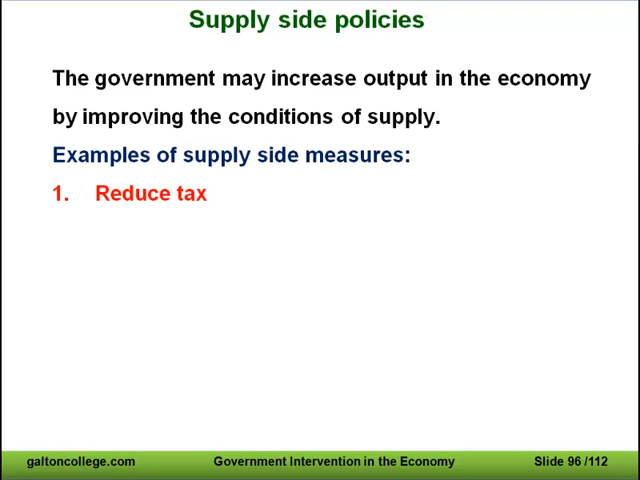 Supply side policies
The government may increase output in the economy
by improving the conditions of supply.
Examples of supply side measures:
1. Reduce tax
galtoncollege.com Government Intervention in the Economy Slide 96 /112